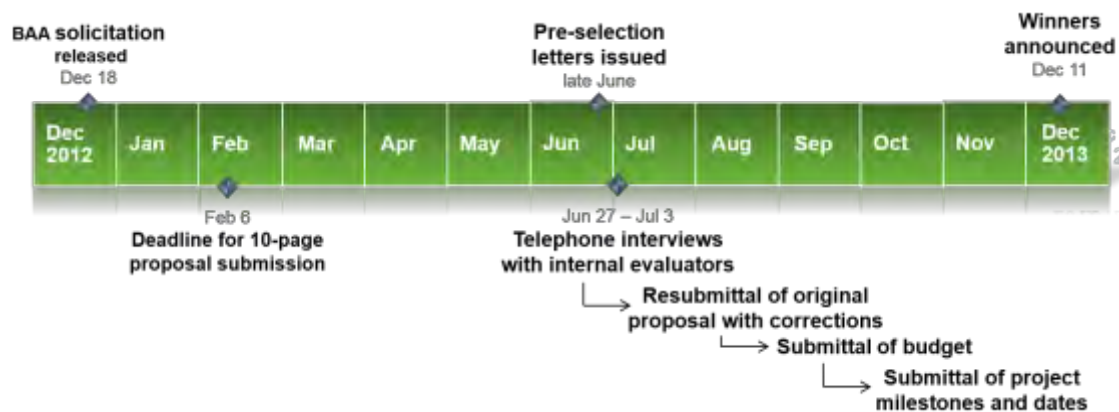 BAA solicitation
released
Dec 18
Pre-selection
letters issued
late June
Winners
announced
Dec 11
Dec
2012
Jan
Feb
Mar
Apr
May
Jun
Jul
Aug
Sep
Oct
Nov
Dec
2013
Feb 6
Deadline for 10-page
proposal submission
Jun 27 – Jul 3
Telephone interviews
with internal evaluators
Resubmittal of original
proposal with corrections
Submittal of budget
Submittal of project
milestones and dates